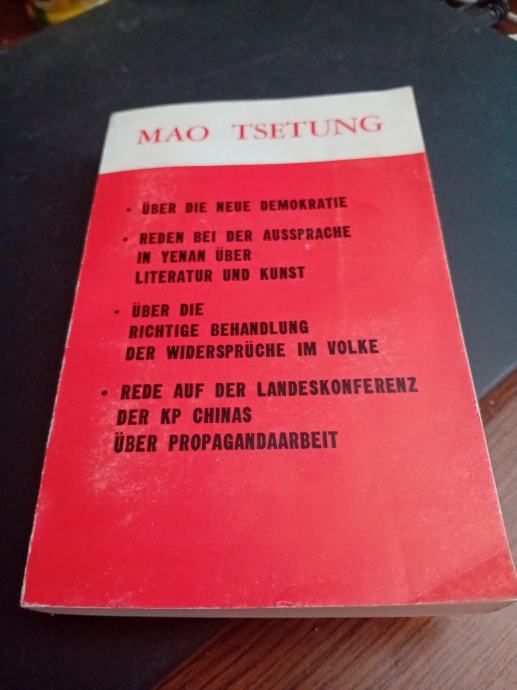 MAO TSETUNG
• ÜBER DIE NEUE DEMOKRATIE
• REDEN BEI DER AUSSPRACHE
IN YENAN ÜBER
LITERATUR UND KUNST
• ÜBER DIE
RICHTIGE BEHANDLUNG
DER WIDERSPRÜCHE IM VOLKE
• REDE AUF DER LANDESKONFERENZ
DER KP CHINAS
ÜBER PROPAGANDAARBEIT